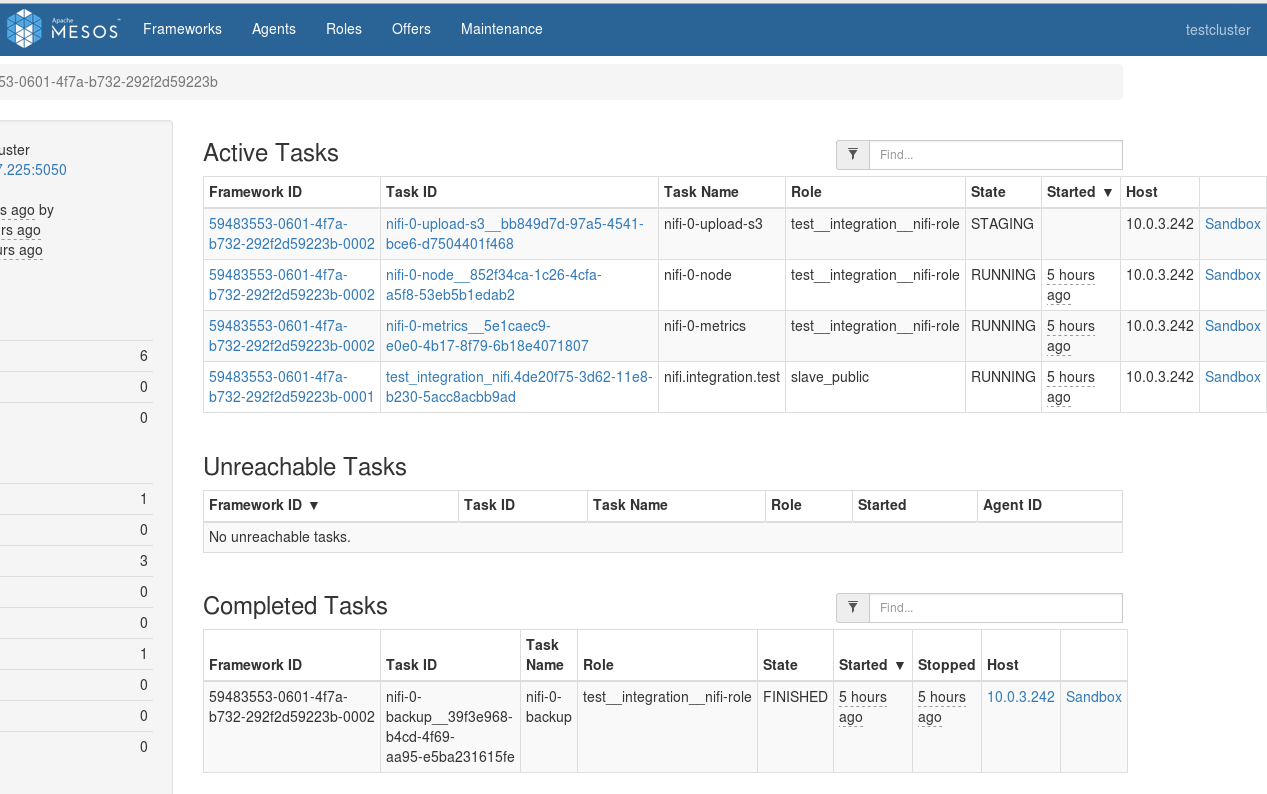 Apache
MESOS™
Frameworks Agents Roles Offers Maintenance testcluster
53-0601-4f7a-b732-292f2d59223b
uster
7.225:5050
s ago by
rs ago
urs ago
6
0
0
1
0
3
0
0
1
0
0
0
Active Tasks
Find...
Framework ID Task ID Task Name Role State Started ▼ Host
59483553-0601-4f7a- nifi-0-upload-s3__bb849d7d-97a5-4541- nifi-0-upload-s3 test__integration__nifi-role STAGING 10.0.3.242 Sandbox
b732-292f2d59223b-0002 bce6-d7504401f468
59483553-0601-4f7a- nifi-0-node__852f34ca-1c26-4cfa- nifi-0-node test__integration__nifi-role RUNNING 5 hours 10.0.3.242 Sandbox
b732-292f2d59223b-0002 a5f8-53eb5b1edab2 ago
59483553-0601-4f7a- nifi-0-metrics__5e1caec9- nifi-0-metrics test__integration__nifi-role RUNNING 5 hours 10.0.3.242 Sandbox
b732-292f2d59223b-0002 e0e0-4b17-8f79-6b18e4071807 ago
59483553-0601-4f7a- test_integration_nifi.4de20f75-3d62-11e8- nifi.integration.test slave_public RUNNING 5 hours 10.0.3.242 Sandbox
b732-292f2d59223b-0001 b230-5acc8acbb9ad ago
Unreachable Tasks
Framework ID ▼ Task ID Task Name Role Started Agent ID
No unreachable tasks.
Completed Tasks
Find...
Task
Framework ID Task ID Name Role State Started ▼ Stopped Host
59483553-0601-4f7a- nifi-0- nifi-0- test__integration__nifi-role FINISHED 5 hours 5 hours 10.0.3.242 Sandbox
b732-292f2d59223b-0002 backup__39f3e968- backup ago ago
b4cd-4f69-
aa95-e5ba231615fe